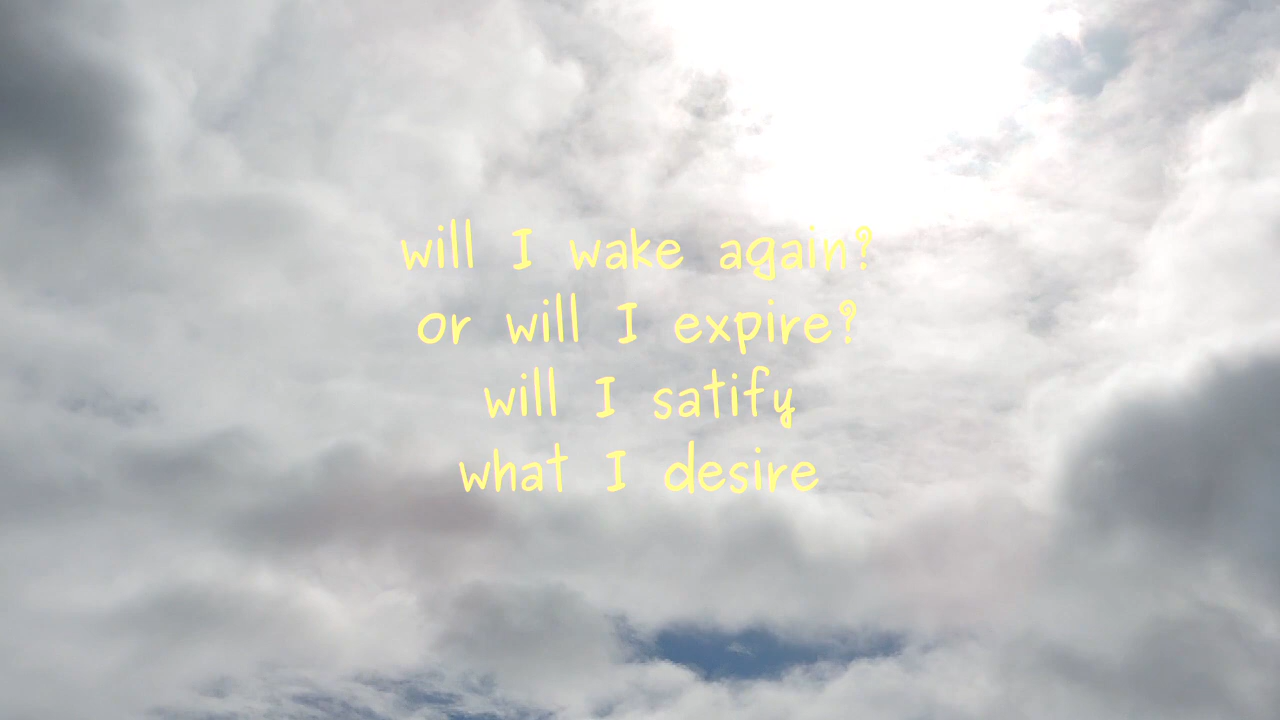 will I wake again?
or will I expire?
will I satify
what I desire